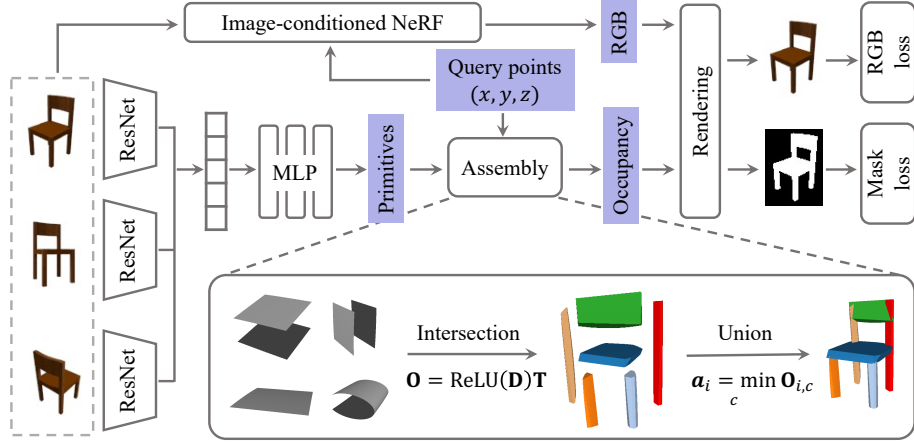 Image-conditioned NeRF
RGB
Query points
(x, y, z)
RGB
loss
ResNet
ResNet
ResNet
MLP
Primitives
Assembly
Occupancy
Rendering
Mask
loss
Intersection
O = ReLU(D)T
Union
a_i = min_c O_{i,c}